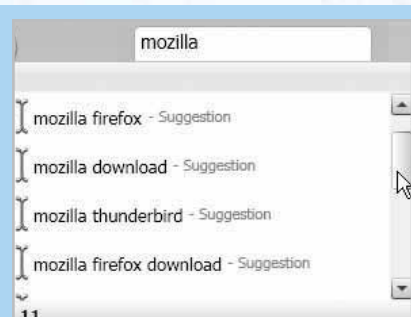 mozilla
mozilla firefox - Suggestion
mozilla download - Suggestion
mozilla thunderbird - Suggestion
mozilla firefox download - Suggestion